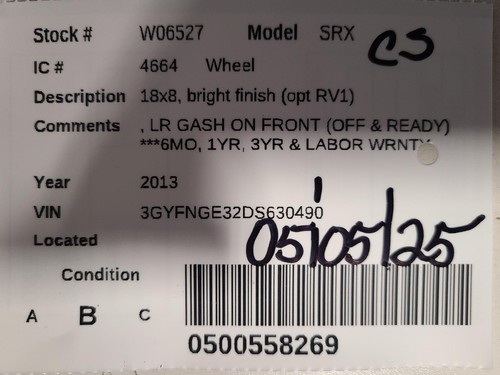 Stock # W06527 Model SRX CS
IC # 4664 Wheel
Description 18x8, bright finish (opt RV1)
Comments , LR GASH ON FRONT (OFF & READY)
***6MO, 1YR, 3YR & LABOR WRNTY
Year 2013
VIN 3GYFNGE32DS630490
Located 05/05/25
Condition
A B C
0500558269